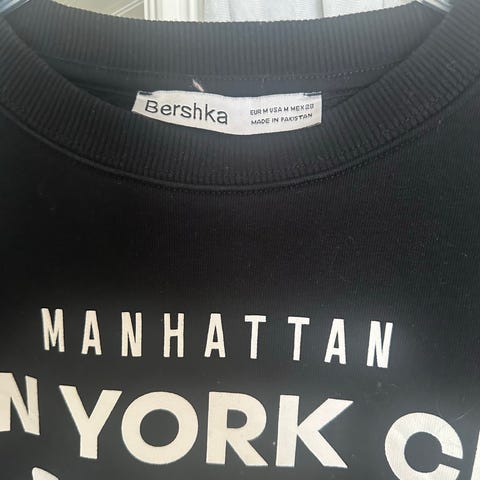 Bershka
EUR M USA M MEX 28
MADE IN PAKISTAN
MANHATTAN
N YORK C